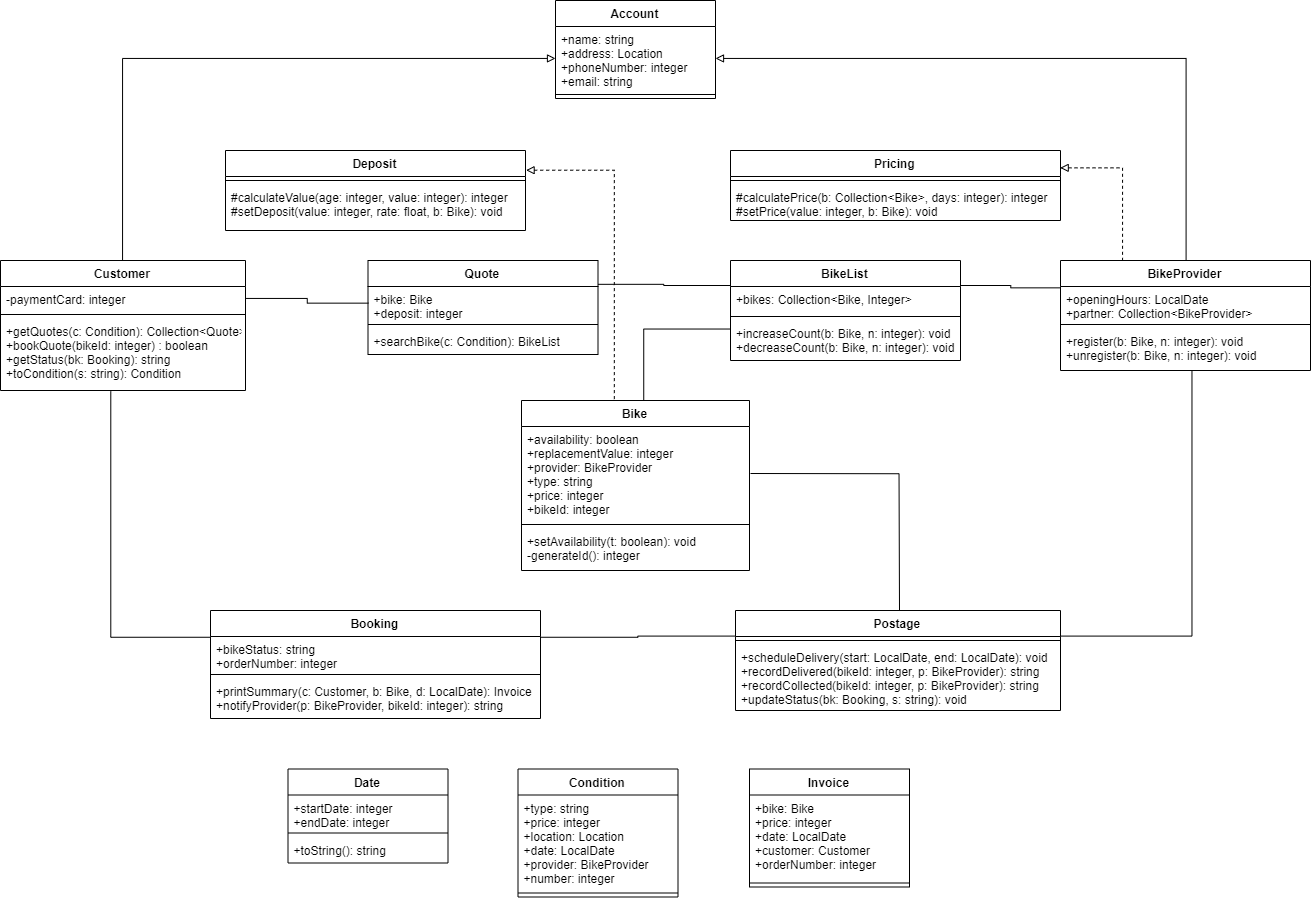 Account
+name: string
+address: Location
+phoneNumber: integer
+email: string
Deposit
#calculateValue(age: integer, value: integer): integer
#setDeposit(value: integer, rate: float, b: Bike): void
Pricing
#calculatePrice(b: Collection<Bike>, days: integer): integer
#setPrice(value: integer, b: Bike): void
Customer
-paymentCard: integer
+getQuotes(c: Condition): Collection<Quote>
+bookQuote(bikeId: integer) : boolean
+getStatus(bk: Booking): string
+toCondition(s: string): Condition
Quote
+bike: Bike
+deposit: integer
+searchBike(c: Condition): BikeList
BikeList
+bikes: Collection<Bike, Integer>
+increaseCount(b: Bike, n: integer): void
+decreaseCount(b: Bike, n: integer): void
BikeProvider
+openingHours: LocalDate
+partner: Collection<BikeProvider>
+register(b: Bike, n: integer): void
+unregister(b: Bike, n: integer): void
Bike
+availability: boolean
+replacementValue: integer
+provider: BikeProvider
+type: string
+price: integer
+bikeId: integer
+setAvailability(t: boolean): void
-generateId(): integer
Booking
+bikeStatus: string
+orderNumber: integer
+printSummary(c: Customer, b: Bike, d: LocalDate): Invoice
+notifyProvider(p: BikeProvider, bikeId: integer): string
Postage
+scheduleDelivery(start: LocalDate, end: LocalDate): void
+recordDelivered(bikeId: integer, p: BikeProvider): string
+recordCollected(bikeId: integer, p: BikeProvider): string
+updateStatus(bk: Booking, s: string): void
Date
+startDate: integer
+endDate: integer
+toString(): string
Condition
+type: string
+price: integer
+location: Location
+date: LocalDate
+provider: BikeProvider
+number: integer
Invoice
+bike: Bike
+price: integer
+date: LocalDate
+customer: Customer
+orderNumber: integer